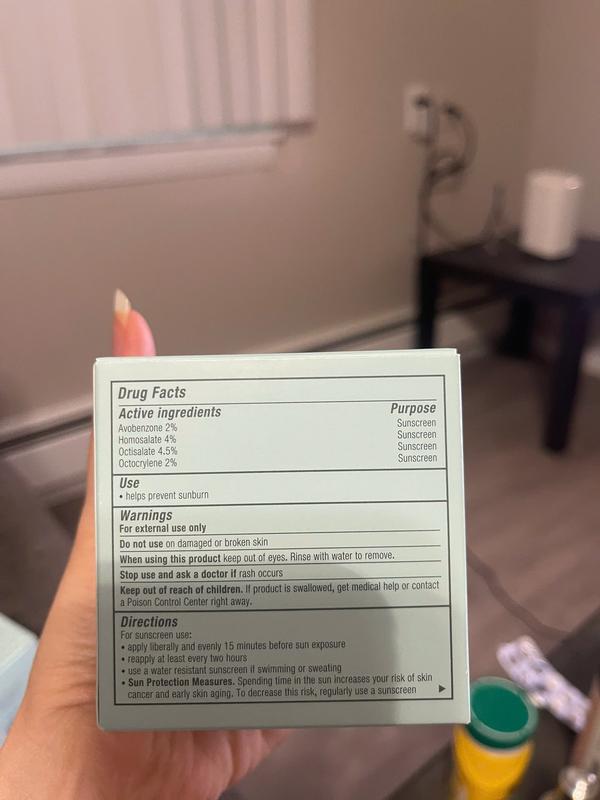 Drug Facts
Active ingredients Purpose
Avobenzone 2% Sunscreen
Homosalate 4% Sunscreen
Octisalate 4.5% Sunscreen
Octocrylene 2% Sunscreen
Use
• helps prevent sunburn
Warnings
For external use only
Do not use on damaged or broken skin
When using this product keep out of eyes. Rinse with water to remove.
Stop use and ask a doctor if rash occurs
Keep out of reach of children. If product is swallowed, get medical help or contact
a Poison Control Center right away.
Directions
For sunscreen use:
• apply liberally and evenly 15 minutes before sun exposure
• reapply at least every two hours
• use a water resistant sunscreen if swimming or sweating
• Sun Protection Measures. Spending time in the sun increases your risk of skin
cancer and early skin aging. To decrease this risk, regularly use a sunscreen